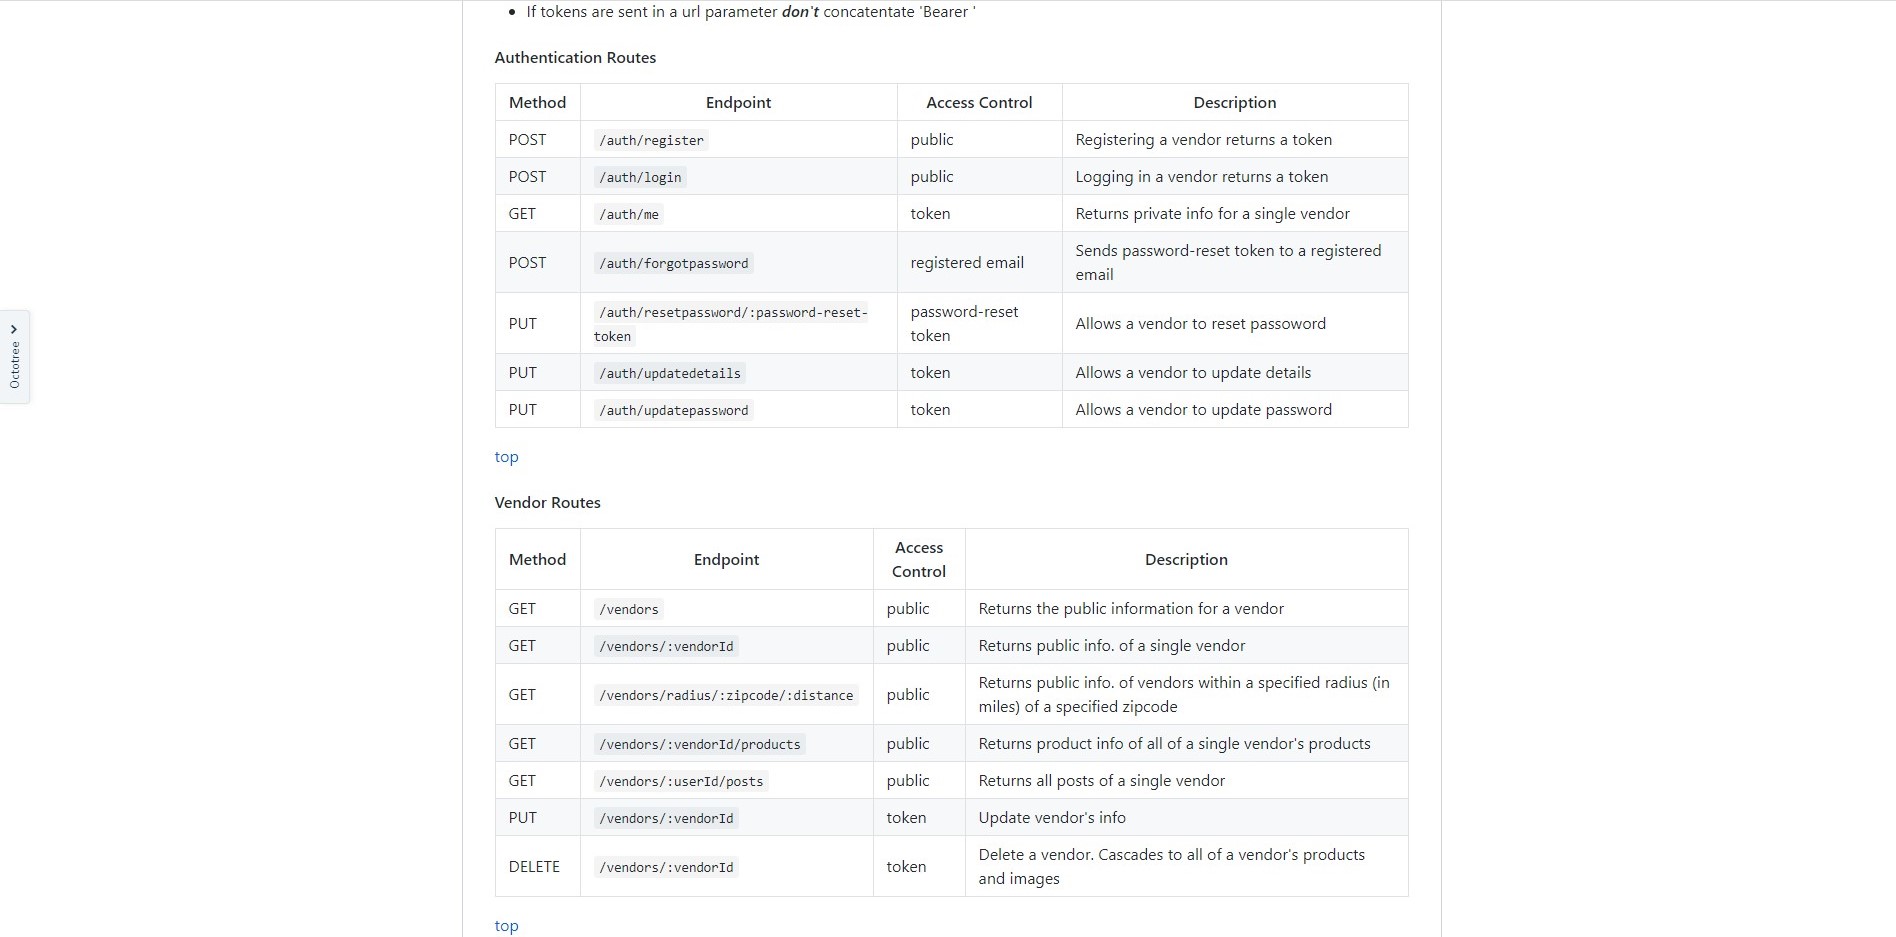 If tokens are sent in a url parameter don't concatentate 'Bearer '
Authentication Routes
Method Endpoint Access Control Description
POST /auth/register public Registering a vendor returns a token
POST /auth/login public Logging in a vendor returns a token
GET /auth/me token Returns private info for a single vendor
POST /auth/forgotpassword registered email Sends password-reset token to a registered
email
PUT /auth/resetpassword/:password-reset-
token password-reset
token Allows a vendor to reset passoword
PUT /auth/updatedetails token Allows a vendor to update details
PUT /auth/updatepassword token Allows a vendor to update password
top
Vendor Routes
Method Endpoint Access
Control Description
GET /vendors public Returns the public information for a vendor
GET /vendors/:vendorId public Returns public info. of a single vendor
GET /vendors/radius/:zipcode/:distance public Returns public info. of vendors within a specified radius (in
miles) of a specified zipcode
GET /vendors/:vendorId/products public Returns product info of all of a single vendor's products
GET /vendors/:userId/posts public Returns all posts of a single vendor
PUT /vendors/:vendorId token Update vendor's info
DELETE /vendors/:vendorId token Delete a vendor. Cascades to all of a vendor's products
and images
top
Octotree